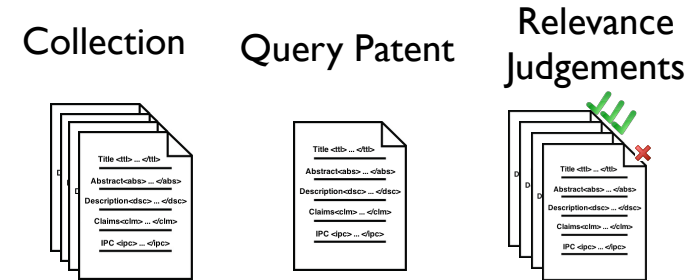 Collection
Query Patent
Relevance
Judgements
Title <ttl> ... </ttl>
Abstract<abs> ... </abs>
D
Description<dsc> ... </dsc>
Claims<clm> ... </clm>
IPC <ipc> ... </ipc>
Title <ttl> ... </ttl>
Abstract<abs> ... </abs>
Description<dsc> ... </dsc>
Claims<clm> ... </clm>
IPC <ipc> ... </ipc>
Title <ttl> ... </ttl>
Abstract<abs> ... </abs>
D
D
D
Description<dsc> ... </dsc>
Claims<clm> ... </clm>
IPC <ipc> ... </ipc>